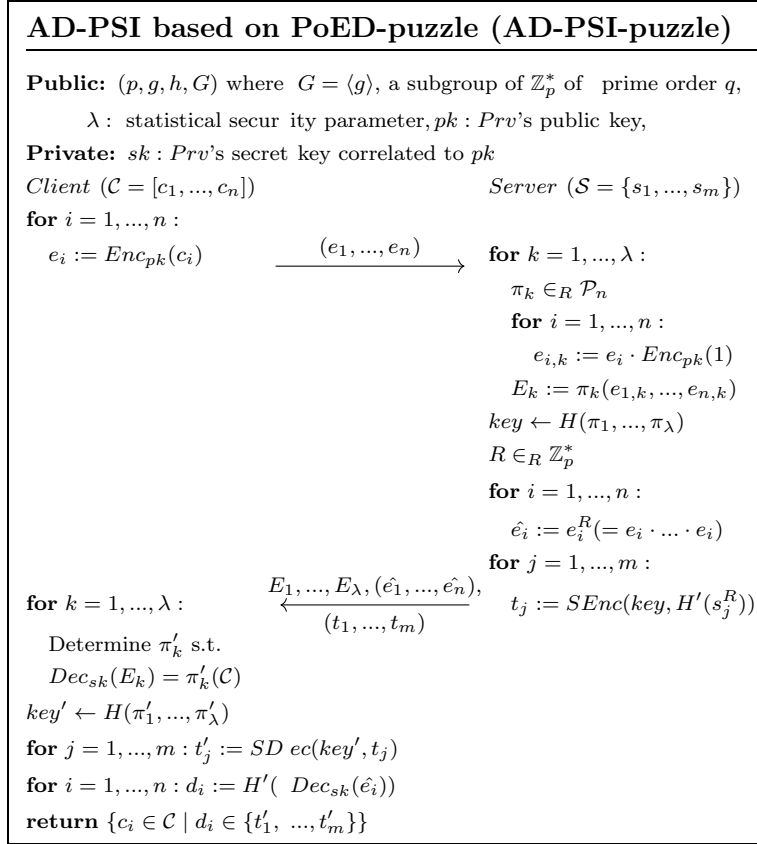 AD-PSI based on PoED-puzzle (AD-PSI-puzzle)
Public: (p, g, h, G) where G = ⟨g⟩, a subgroup of ℤ*_p of prime order q,
λ : statistical secur ity parameter, pk : Prv's public key,
Private: sk : Prv's secret key correlated to pk
Client (𝒞 = [c_1, ..., c_n]) Server (𝒮 = {s_1, ..., s_m})
for i = 1, ..., n :
e_i := Enc_pk(c_i) (e_1, ..., e_n) for k = 1, ..., λ :
π_k ∈_R 𝒫_n
for i = 1, ..., n :
e_{i,k} := e_i · Enc_pk(1)
E_k := π_k(e_{1,k}, ..., e_{n,k})
key ← H(π_1, ..., π_λ)
R ∈_R ℤ*_p
for i = 1, ..., n :
ê_i := e_i^R(= e_i · ... · e_i)
for j = 1, ..., m :
for k = 1, ..., λ : E_1, ..., E_λ, (ê_1, ..., ê_n), t_j := SEnc(key, H'(s_j^R))
(t_1, ..., t_m)
Determine π'_k s.t.
Dec_sk(E_k) = π'_k(𝒞)
key' ← H(π'_1, ..., π'_λ)
for j = 1, ..., m : t'_j := SD ec(key', t_j)
for i = 1, ..., n : d_i := H'( Dec_sk(ê_i))
return {c_i ∈ 𝒞 | d_i ∈ {t'_1, ..., t'_m}}